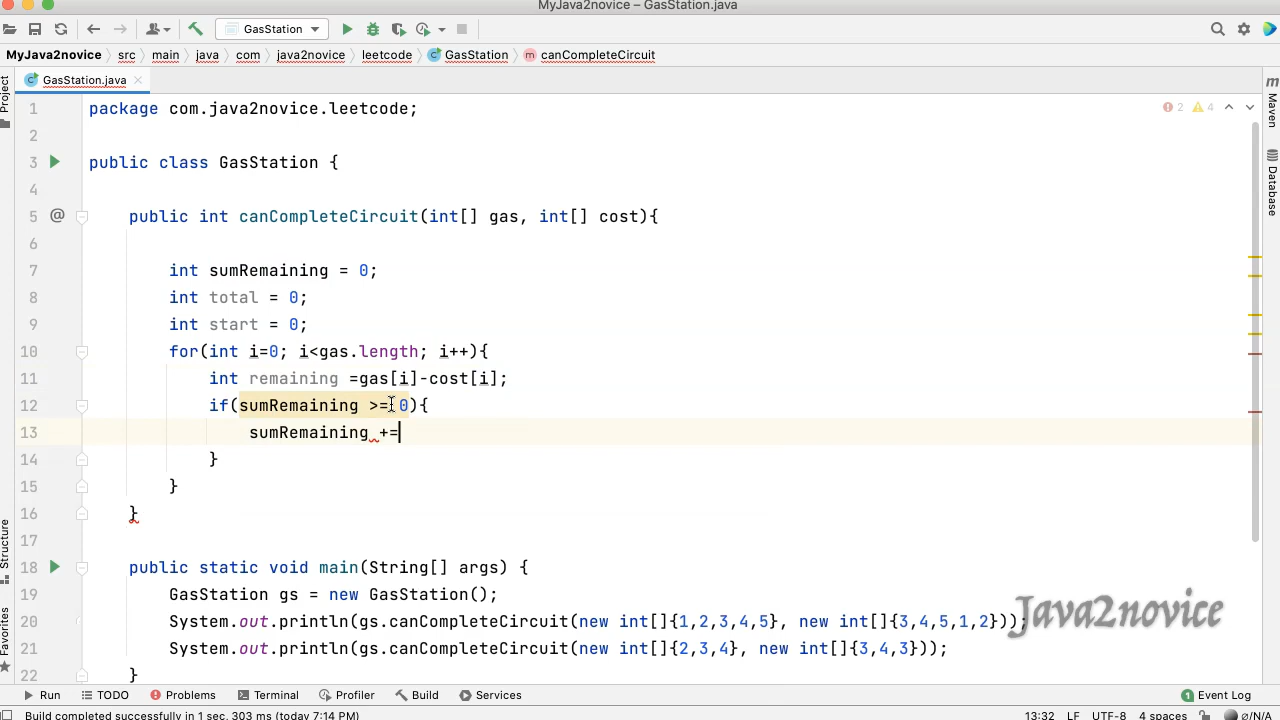 MyJava2novice – GasStation.java
GasStation
MyJava2novice src main java com java2novice leetcode GasStation canCompleteCircuit
GasStation.java
Project
Structure
Favorites
Maven
Database
2 4
1 package com.java2novice.leetcode;
2
3 public class GasStation {
4
5 public int canCompleteCircuit(int[] gas, int[] cost){
6
7 int sumRemaining = 0;
8 int total = 0;
9 int start = 0;
10 for(int i=0; i<gas.length; i++){
11 int remaining =gas[i]-cost[i];
12 if(sumRemaining >= 0){
13 sumRemaining +=
14 }
15 }
16 }
17
18 public static void main(String[] args) {
19 GasStation gs = new GasStation();
20 System.out.println(gs.canCompleteCircuit(new int[]{1,2,3,4,5}, new int[]{3,4,5,1,2}));
21 System.out.println(gs.canCompleteCircuit(new int[]{2,3,4}, new int[]{3,4,3}));
22 }
Java2novice
Run TODO Problems Terminal Profiler Build Services 1 Event Log
Build completed successfully in 1 sec, 303 ms (today 7:14 PM) 13:32 LF UTF-8 4 spaces ∅/N/A